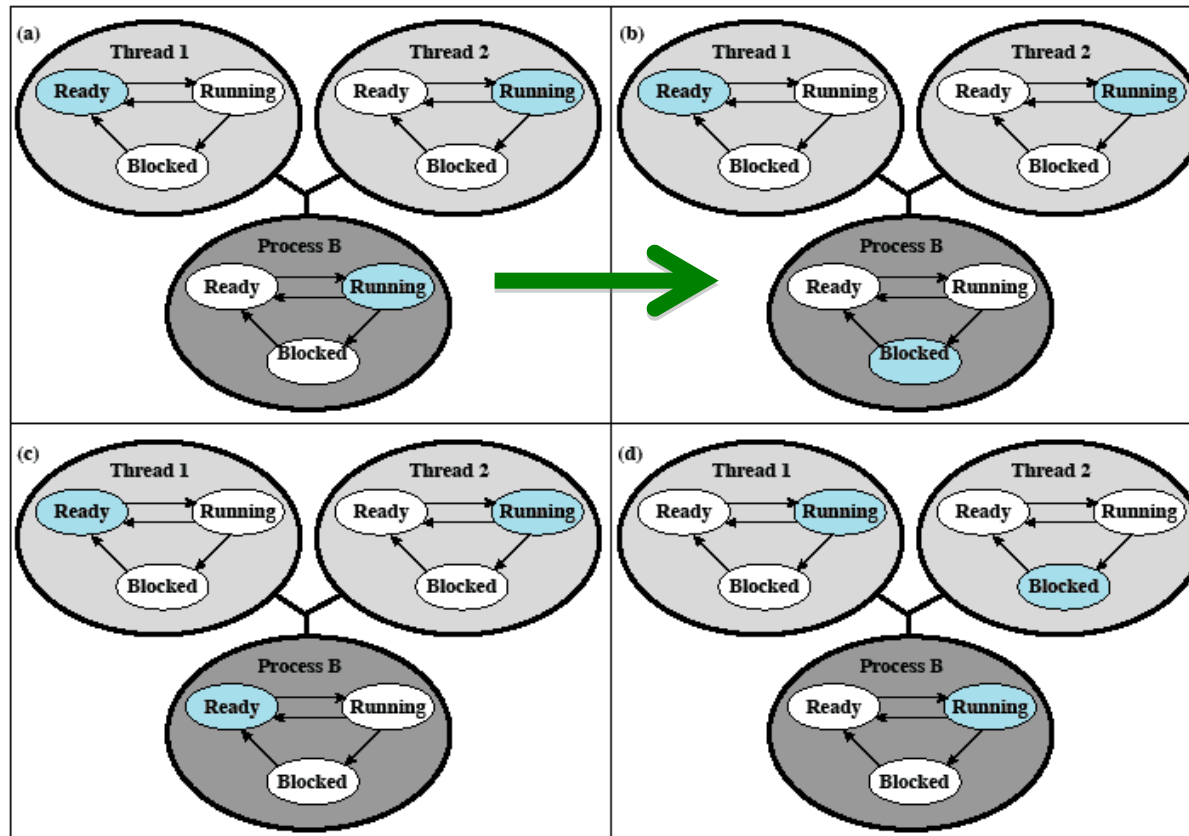 (a)
Thread 1
Ready Running
Blocked
Thread 2
Ready Running
Blocked
Process B
Ready Running
Blocked
(b)
Thread 1
Ready Running
Blocked
Thread 2
Ready Running
Blocked
Process B
Ready Running
Blocked
(c)
Thread 1
Ready Running
Blocked
Thread 2
Ready Running
Blocked
Process B
Ready Running
Blocked
(d)
Thread 1
Ready Running
Blocked
Thread 2
Ready Running
Blocked
Process B
Ready Running
Blocked